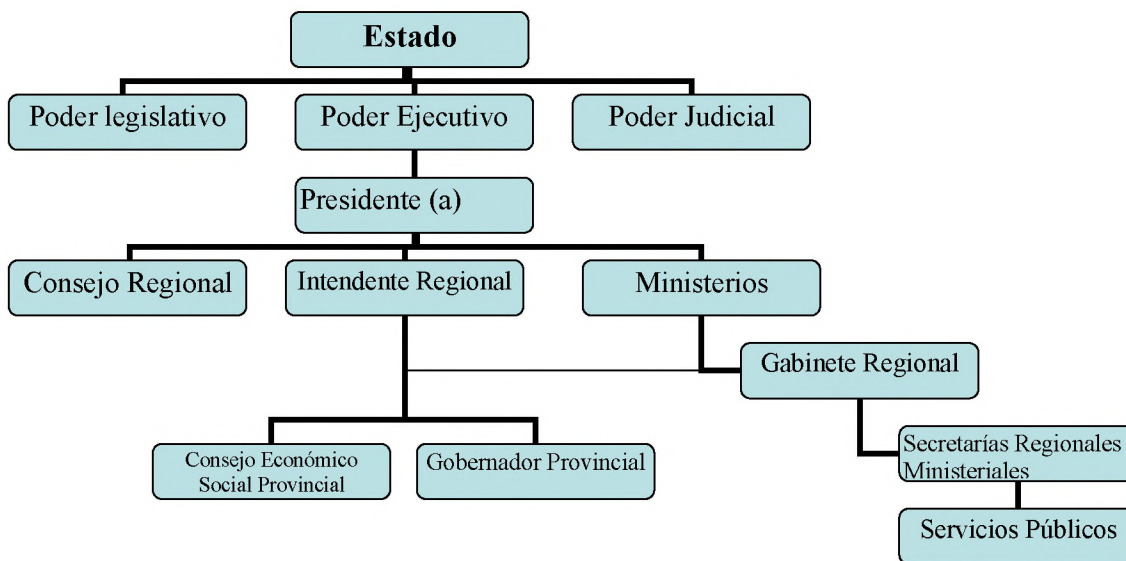 Estado
Poder legislativo
Poder Ejecutivo
Poder Judicial
Presidente (a)
Consejo Regional
Intendente Regional
Ministerios
Gabinete Regional
Consejo Económico
Social Provincial
Gobernador Provincial
Secretarías Regionales
Ministeriales
Servicios Públicos